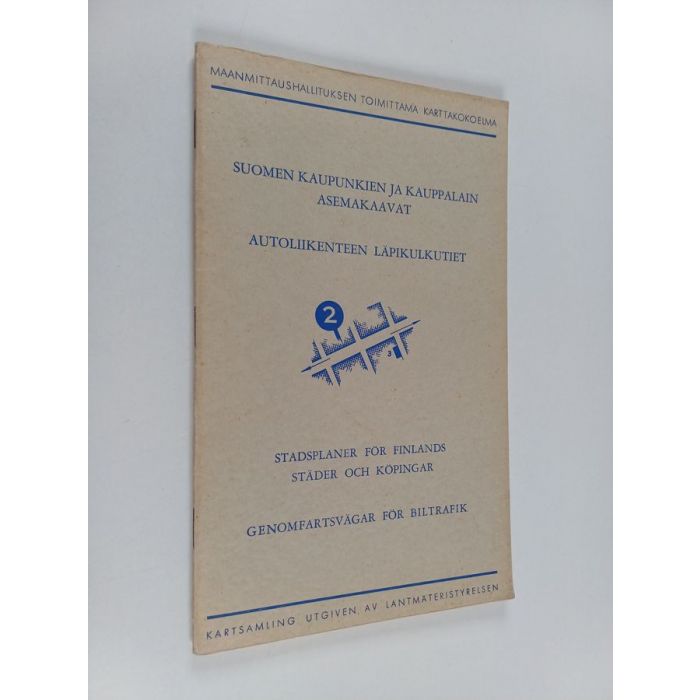 MAANMITTAUSHALLITUKSEN TOIMITTAMA KARTTAKOKOELMA
SUOMEN KAUPUNKIEN JA KAUPPALAIN
ASEMAKAAVAT
AUTOLIIKENTEEN LÄPIKULKUTIET
2
3
STADSPLANER FÖR FINLANDS
STÄDER OCH KÖPINGAR
GENOMFARTSVÄGAR FÖR BILTRAFIK
KARTSAMLING UTGIVEN AV LANTMÄTERISTYRELSEN